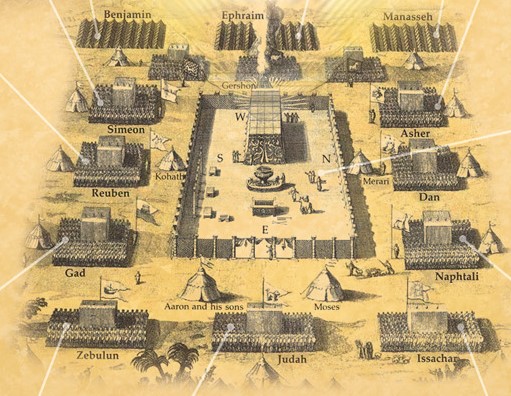 Benjamin
Ephraim
Manasseh
Gershon
W
Simeon
Asher
S
N
Kohath
Merari
Reuben
Dan
E
Gad
Naphtali
Aaron and his sons
Moses
Zebulun
Judah
Issachar